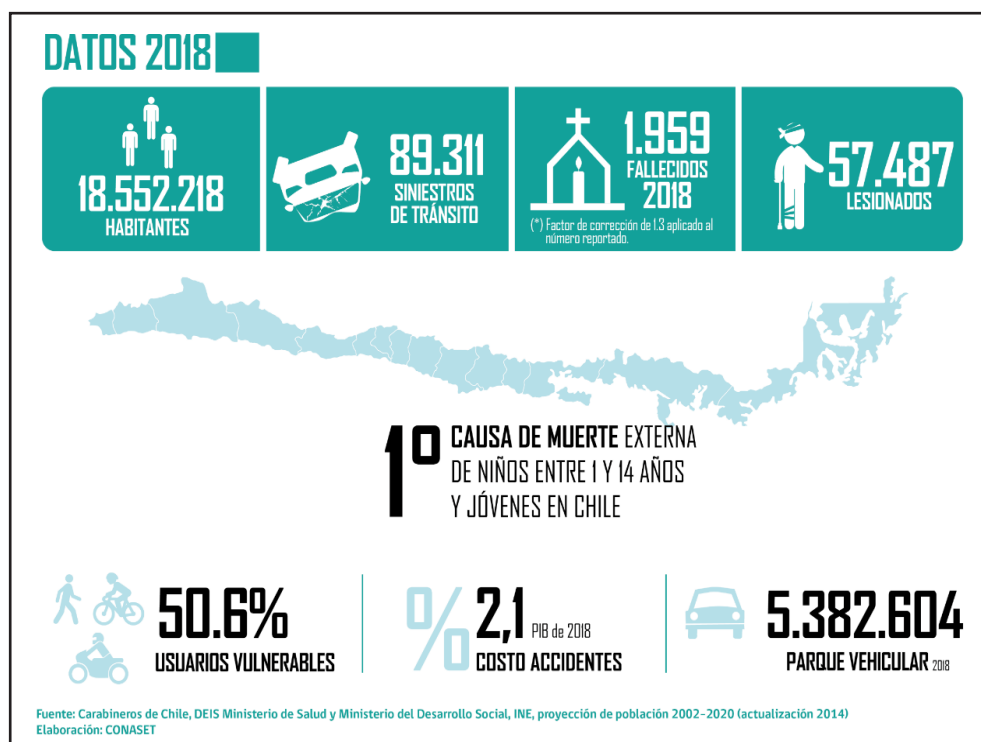 DATOS 2018
18.552.218
HABITANTES
89.311
SINIESTROS
DE TRÁNSITO
1.959
FALLECIDOS
2018
(*) Factor de corrección de 1.3 aplicado al
número reportado.
57.487
LESIONADOS
1º
CAUSA DE MUERTE EXTERNA
DE NIÑOS ENTRE 1 Y 14 AÑOS
Y JÓVENES EN CHILE
50.6%
USUARIOS VULNERABLES
% 2,1 PIB de 2018
COSTO ACCIDENTES
5.382.604
PARQUE VEHICULAR 2018
Fuente: Carabineros de Chile, DEIS Ministerio de Salud y Ministerio del Desarrollo Social, INE, proyección de población 2002-2020 (actualización 2014)
Elaboración: CONASET